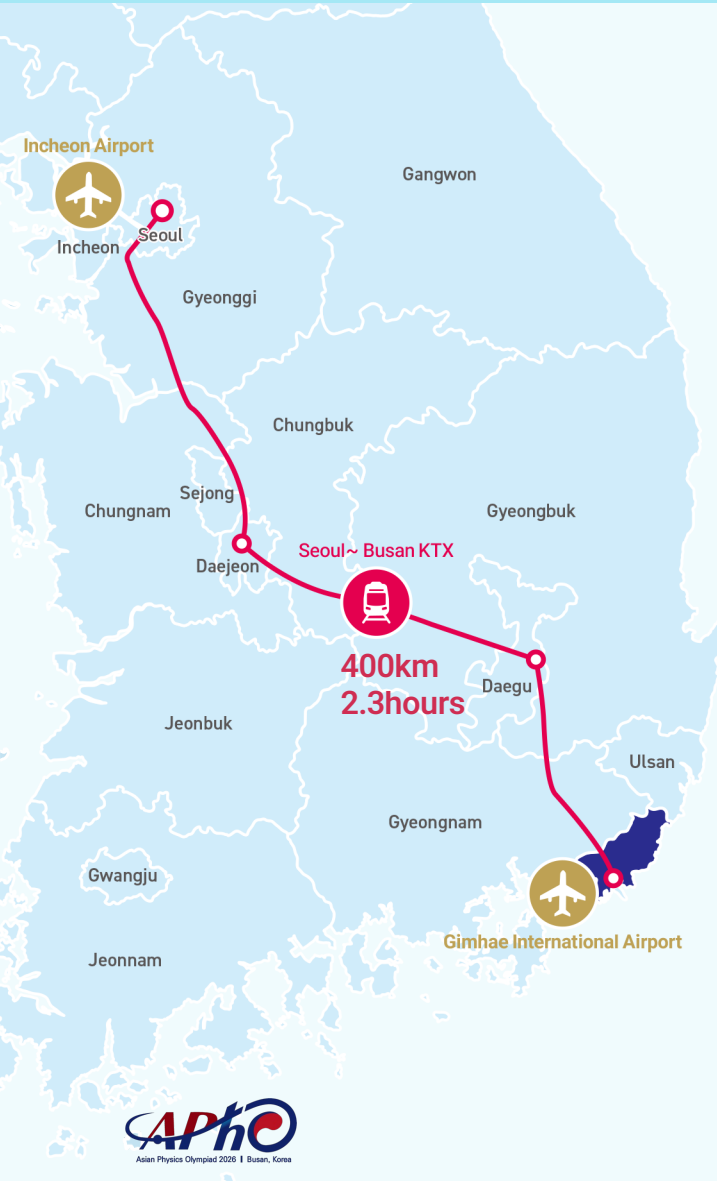 Incheon Airport
Gangwon
Seoul
Incheon
Gyeonggi
Chungbuk
Sejong
Chungnam
Gyeongbuk
Seoul~ Busan KTX
Daejeon
400km
2.3hours
Daegu
Jeonbuk
Ulsan
Gyeongnam
Gwangju
Gimhae International Airport
Jeonnam
APhO
Asian Physics Olympiad 2026 | Busan, Korea